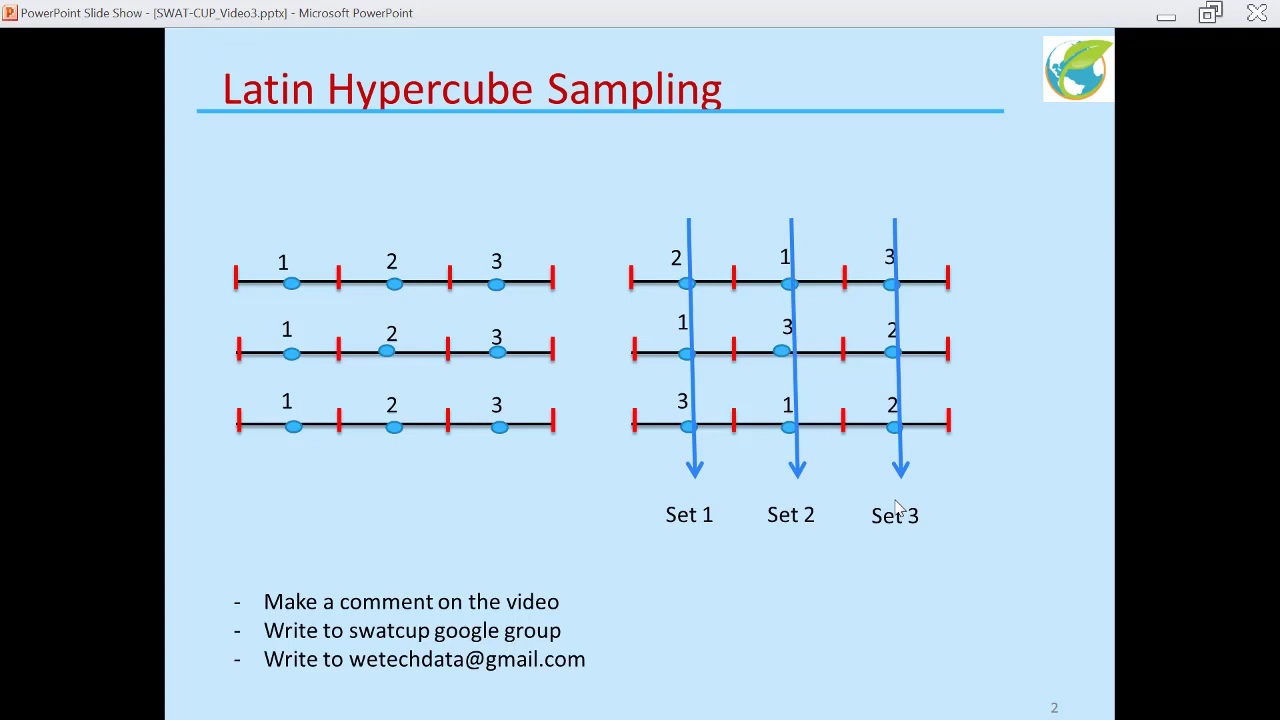 PowerPoint Slide Show - [SWAT-CUP_Video3.pptx] - Microsoft PowerPoint
Latin Hypercube Sampling
1 2 3
1 2 3
1 2 3
2 1 3
1 3 2
3 1 2
Set 1 Set 2 Set 3
- Make a comment on the video
- Write to swatcup google group
- Write to wetechdata@gmail.com
2